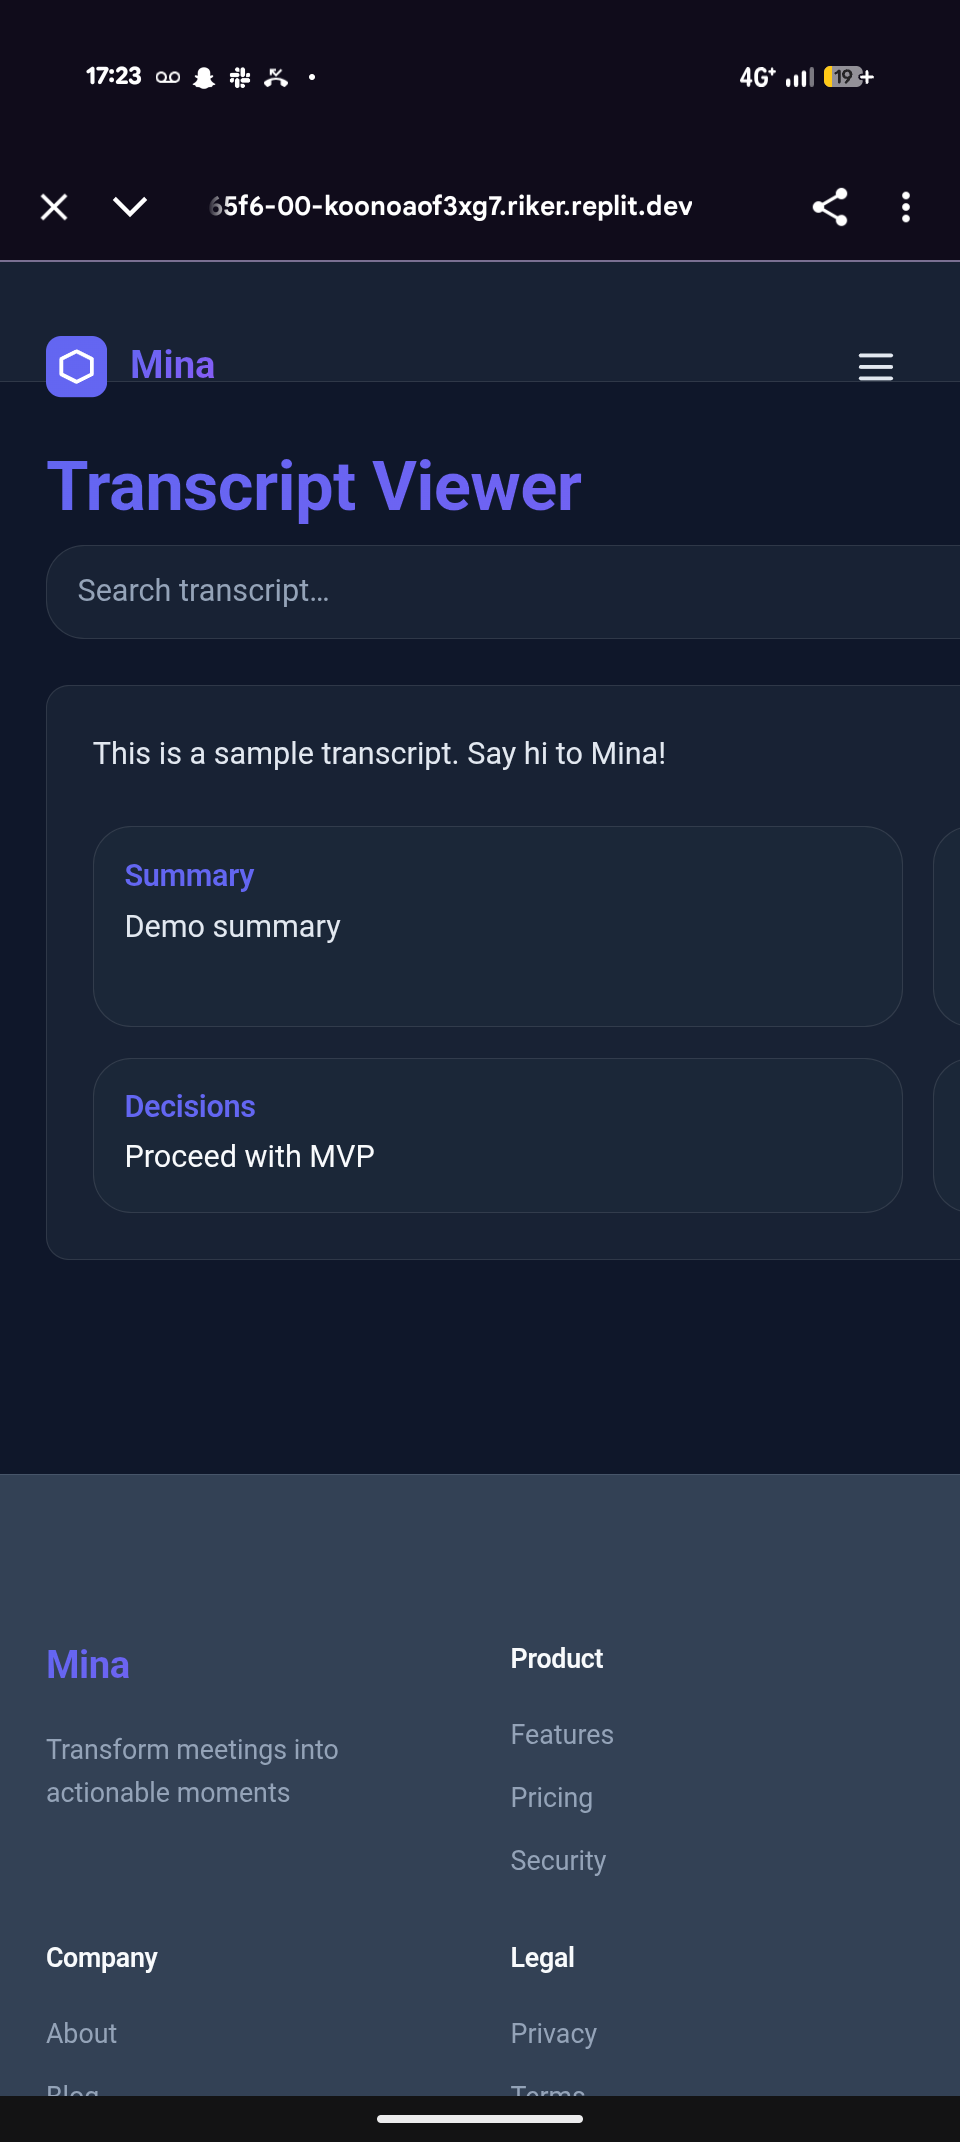 17:23
4G+
19
65f6-00-koonoaof3xg7.riker.replit.dev
Mina
Transcript Viewer
Search transcript...
This is a sample transcript. Say hi to Mina!
Summary
Demo summary
Decisions
Proceed with MVP
Mina
Transform meetings into
actionable moments
Product
Features
Pricing
Security
Company
About
Blog
Legal
Privacy
Terms